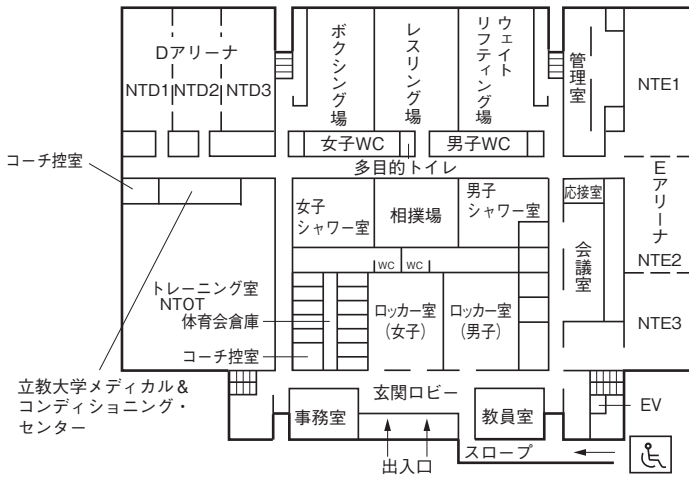 Dアリーナ
NTD1
NTD2
NTD3
ボクシング場
レスリング場
ウェイト
リフティング場
管理室
NTE1
女子WC
男子WC
多目的トイレ
コーチ控室
女子
シャワー室
相撲場
男子
シャワー室
応接室
Eアリーナ
NTE2
会議室
WC
WC
トレーニング室
NTOT
体育会倉庫
ロッカー室
(女子)
ロッカー室
(男子)
NTE3
コーチ控室
立教大学メディカル&
コンディショニング・
センター
玄関ロビー
事務室
教員室
EV
出入口
スロープ